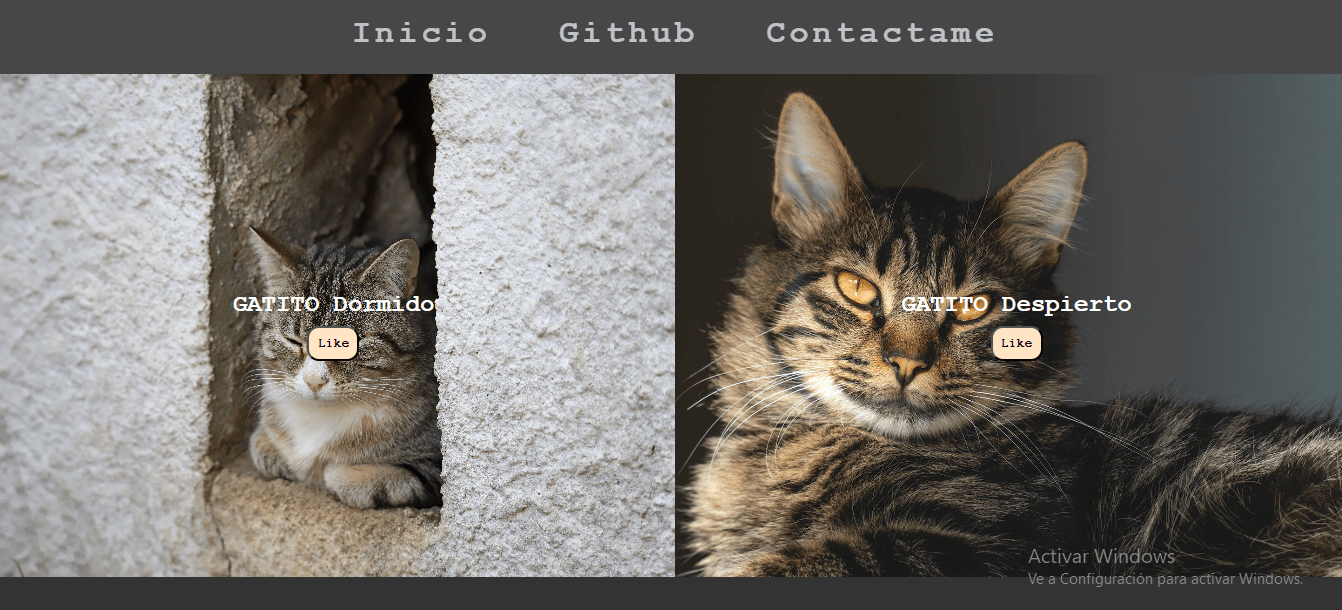 Inicio Github Contactame
GATITO Dormido
GATITO Despierto
Like
Like
Activar Windows
Ve a Configuración para activar Windows.